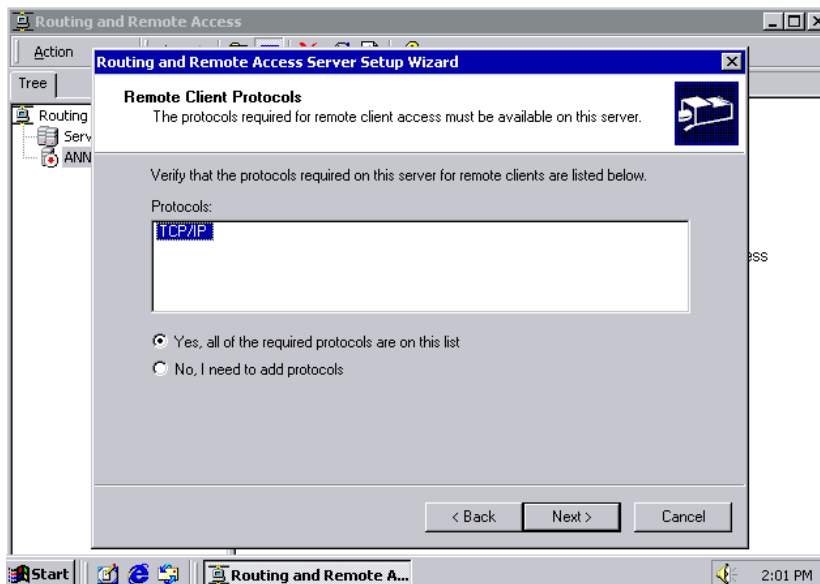 Routing and Remote Access
Action
Tree
Routing
Serv
ANN
ess
Routing and Remote Access Server Setup Wizard
Remote Client Protocols
The protocols required for remote client access must be available on this server.
Verify that the protocols required on this server for remote clients are listed below.
Protocols:
TCP/IP
Yes, all of the required protocols are on this list
No, I need to add protocols
< Back
Next >
Cancel
Start
Routing and Remote A...
2:01 PM